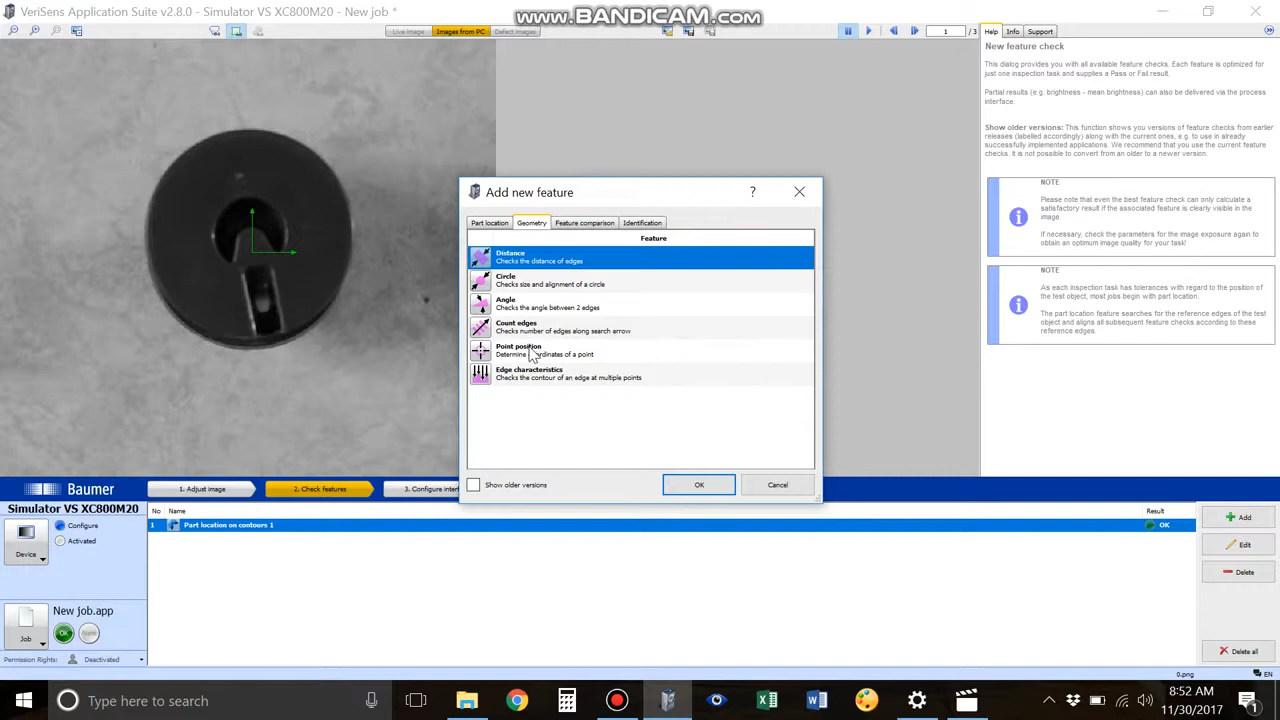 VeriSens Application Suite v2.8.0 - Simulator VS XC800M20 - New job *
www.BANDICAM.com
Live image
Images from PC
Defect images
1 / 3
Help
Info
Support
New feature check
This dialog provides you with all available feature checks. Each feature is optimized for
just one inspection task and supplies a Pass or Fail result.
Partial results (e.g. brightness - mean brightness) can also be delivered via the process
interface.
Show older versions: This function shows you versions of feature checks from earlier
releases (labelled accordingly) along with the current ones, e.g. to use in already
successfully implemented applications. We recommend that you use the current feature
checks. It is not possible to convert from an older to a newer version.
NOTE
Please note that even the best feature check can only calculate a
satisfactory result if the associated feature is clearly visible in the
image.
If necessary, check the parameters for the image exposure again to
obtain an optimum image quality for your task!
NOTE
As each inspection task has tolerances with regard to the position of
the test object, most jobs begin with part location.
The part location feature searches for the reference edges of the test
object and aligns all subsequent feature checks according to these
reference edges.
Add new feature
?
Part location
Geometry
Feature comparison
Identification
Feature
Distance
Checks the distance of edges
Circle
Checks size and alignment of a circle
Angle
Checks the angle between 2 edges
Count edges
Checks number of edges along search arrow
Point position
Determine coordinates of a point
Edge characteristics
Checks the contour of an edge at multiple points
Show older versions
OK
Cancel
Baumer
1. Adjust image
2. Check features
3. Configure interf
Simulator VS XC800M20
Configure
Activated
Device
New job.app
Job
OK
Alarm
Permission Rights:
Deactivated
No
Name
Result
1
Part location on contours 1
OK
Add
Edit
Delete
Delete all
0.png
EN
Type here to search
8:52 AM
11/30/2017
1